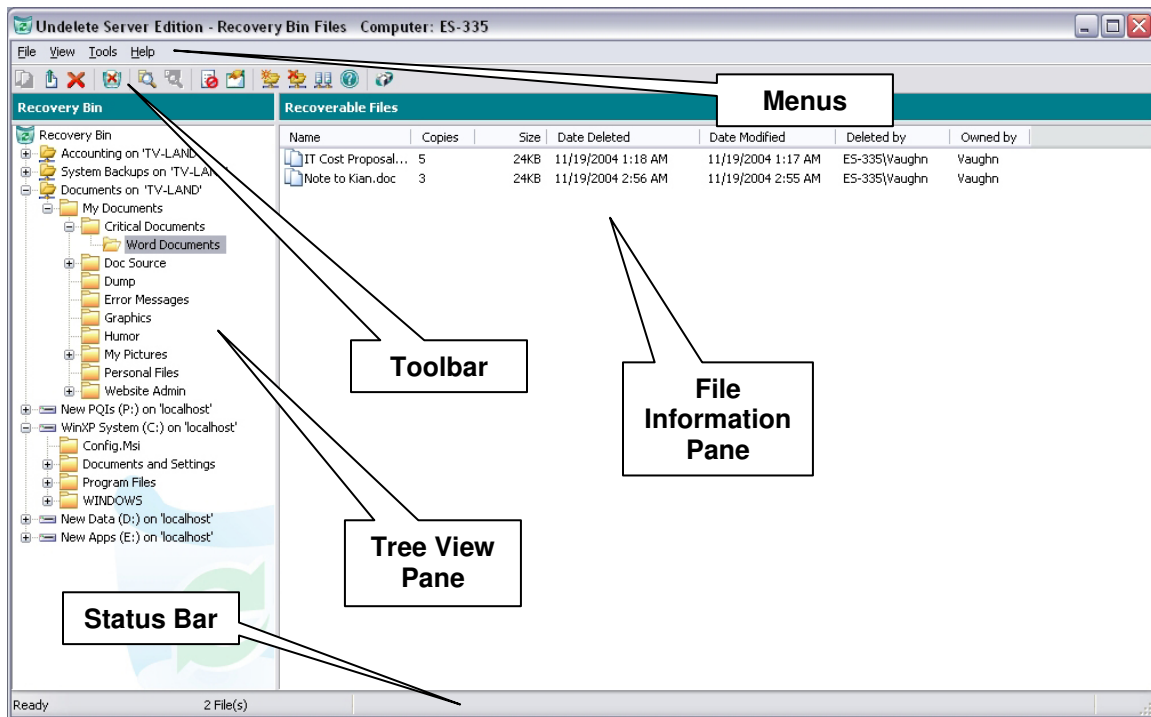 Undelete Server Edition - Recovery Bin Files   Computer: ES-335
File View Tools Help
Menus
Recovery Bin
Recoverable Files
Name Copies Size Date Deleted Date Modified Deleted by Owned by
IT Cost Proposal... 5 24KB 11/19/2004 1:18 AM 11/19/2004 1:17 AM ES-335\Vaughn Vaughn
Note to Kian.doc 3 24KB 11/19/2004 2:56 AM 11/19/2004 2:55 AM ES-335\Vaughn Vaughn
Recovery Bin
Accounting on 'TV-LAND'
System Backups on 'TV-LAN
Documents on 'TV-LAND'
My Documents
Critical Documents
Word Documents
Doc Source
Dump
Error Messages
Graphics
Humor
My Pictures
Personal Files
Website Admin
New PQIs (P:) on 'localhost'
WinXP System (C:) on 'localhost'
Config.Msi
Documents and Settings
Program Files
WINDOWS
New Data (D:) on 'localhost'
New Apps (E:) on 'localhost'
Toolbar
File
Information
Pane
Tree View
Pane
Status Bar
Ready 2 File(s)